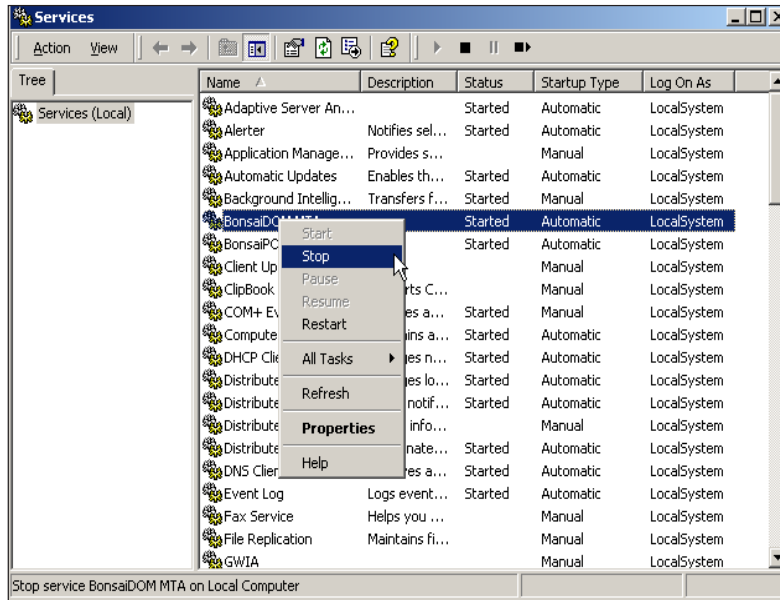 Services
Action View
Tree
Services (Local)
Name Description Status Startup Type Log On As
Adaptive Server An... Started Automatic LocalSystem
Alerter Notifies sel... Started Automatic LocalSystem
Application Manage... Provides s... Manual LocalSystem
Automatic Updates Enables th... Started Automatic LocalSystem
Background Intellig... Transfers f... Started Manual LocalSystem
BonsaiDOM MTA Started Automatic LocalSystem
BonsaiPO Started Automatic LocalSystem
Client Up Manual LocalSystem
ClipBook rts C... Manual LocalSystem
COM+ Ev es a... Started Manual LocalSystem
Compute ins a... Started Automatic LocalSystem
DHCP Clie es n... Started Automatic LocalSystem
Distribute es lo... Started Automatic LocalSystem
Distribute notif... Started Automatic LocalSystem
Distribute info... Manual LocalSystem
Distribute nate... Started Automatic LocalSystem
DNS Clier ves a... Started Automatic LocalSystem
Event Log Logs event... Started Automatic LocalSystem
Fax Service Helps you ... Manual LocalSystem
File Replication Maintains fi... Manual LocalSystem
GWIA Manual LocalSystem
Start
Stop
Pause
Resume
Restart
All Tasks
Refresh
Properties
Help
Stop service BonsaiDOM MTA on Local Computer